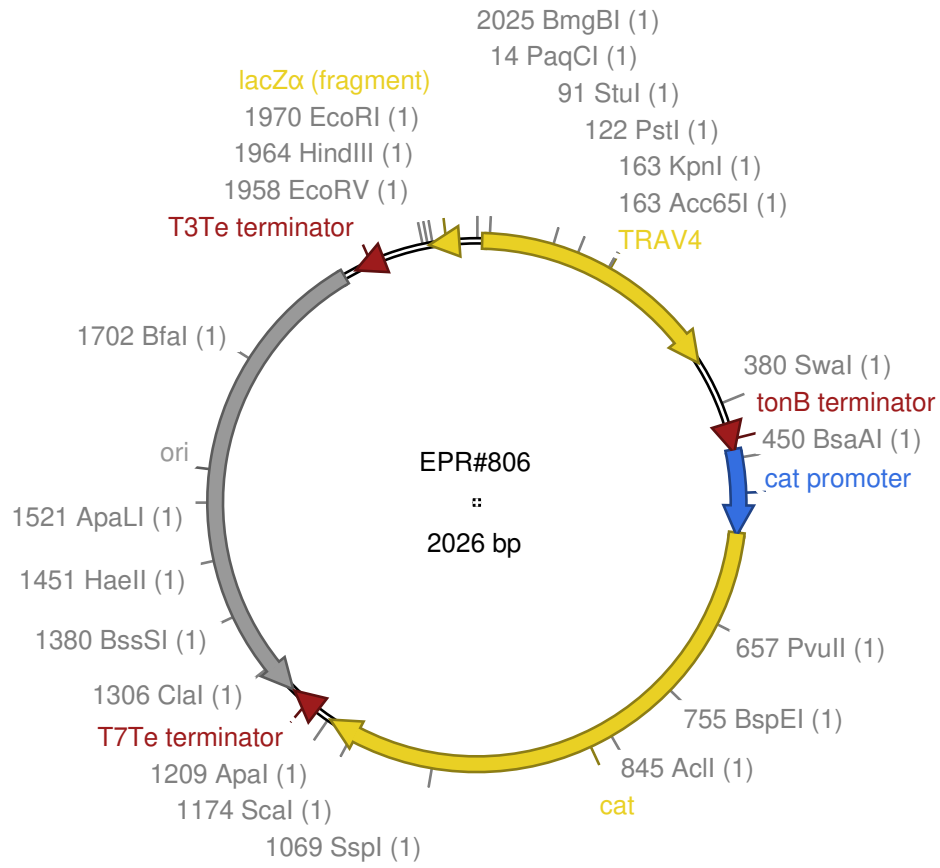 2025 BmgBI (1)
14 PaqCI (1)
lacZα (fragment)
91 StuI (1)
1970 EcoRI (1)
122 PstI (1)
1964 HindIII (1)
163 KpnI (1)
1958 EcoRV (1)
163 Acc65I (1)
T3Te terminator
TRAV4
1702 BfaI (1)
380 SwaI (1)
tonB terminator
450 BsaAI (1)
ori
EPR#806
cat promoter
1521 ApaLI (1)
2026 bp
1451 HaeII (1)
1380 BssSI (1)
657 PvuII (1)
1306 ClaI (1)
755 BspEI (1)
T7Te terminator
845 AclI (1)
1209 ApaI (1)
cat
1174 ScaI (1)
1069 SspI (1)